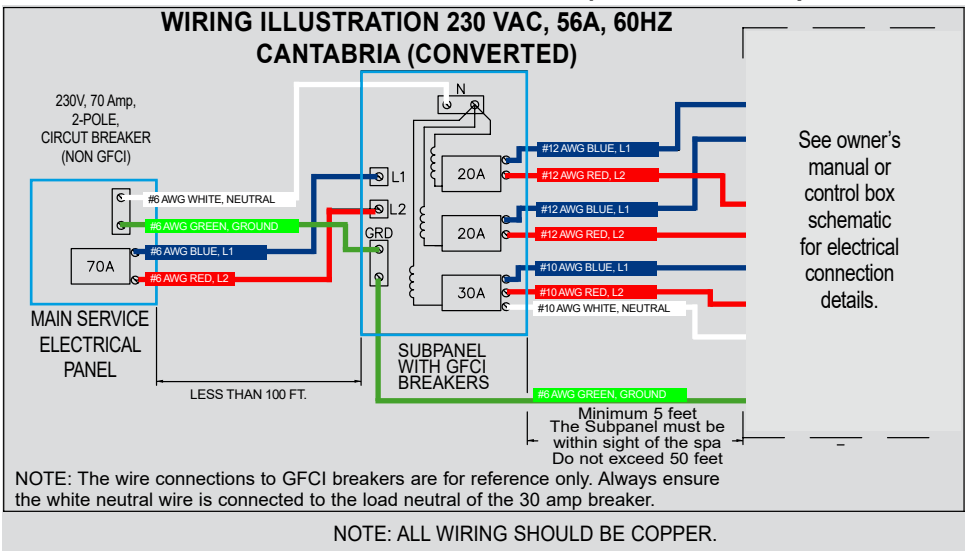 WIRING ILLUSTRATION 230 VAC, 56A, 60HZ
CANTABRIA (CONVERTED)
230V, 70 Amp,
2-POLE,
CIRCUT BREAKER
(NON GFCI)
N
L1
L2
GRD
20A
20A
30A
70A
#6 AWG WHITE, NEUTRAL
#6 AWG GREEN, GROUND
#6 AWG BLUE, L1
#6 AWG RED, L2
#12 AWG BLUE, L1
#12 AWG RED, L2
#12 AWG BLUE, L1
#12 AWG RED, L2
#10 AWG BLUE, L1
#10 AWG RED, L2
#10 AWG WHITE, NEUTRAL
#6 AWG GREEN, GROUND
See owner's
manual or
control box
schematic
for electrical
connection
details.
MAIN SERVICE
ELECTRICAL
PANEL
LESS THAN 100 FT.
SUBPANEL
WITH GFCI
BREAKERS
Minimum 5 feet
The Subpanel must be
within sight of the spa
Do not exceed 50 feet
NOTE: The wire connections to GFCI breakers are for reference only. Always ensure
the white neutral wire is connected to the load neutral of the 30 amp breaker.
NOTE: ALL WIRING SHOULD BE COPPER.